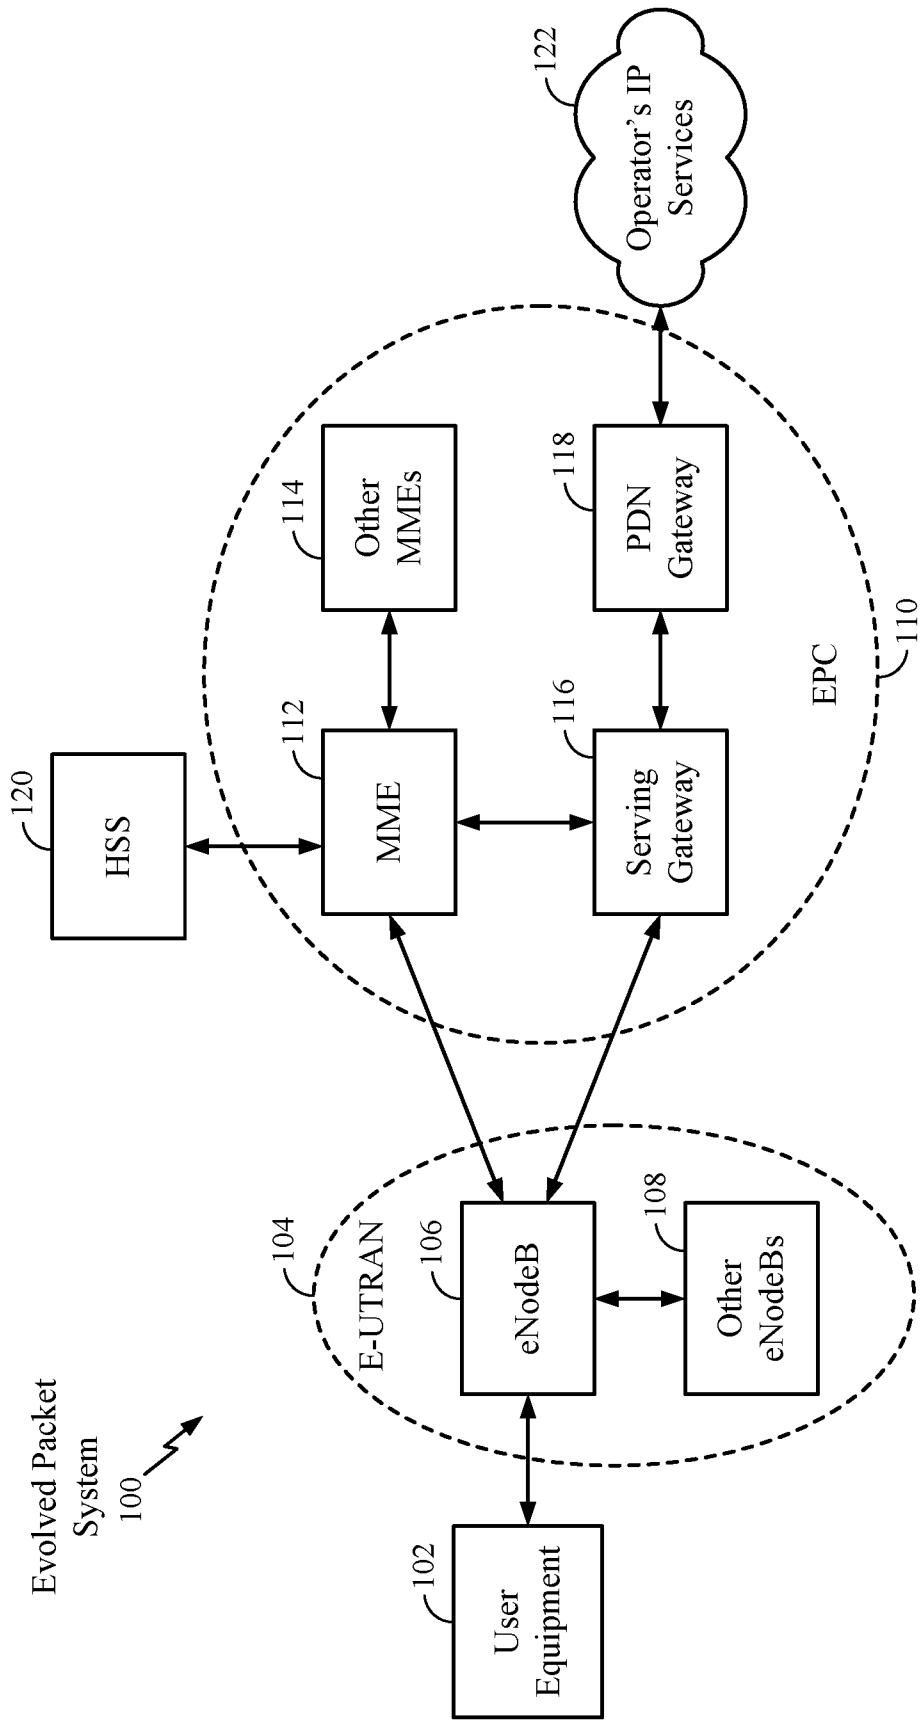 Evolved Packet
System
100
102
User
Equipment
104
E-UTRAN
106
eNodeB
108
Other
eNodeBs
120
HSS
112
MME
114
Other
MMEs
116
Serving
Gateway
118
PDN
Gateway
EPC
110
122
Operator's IP
Services